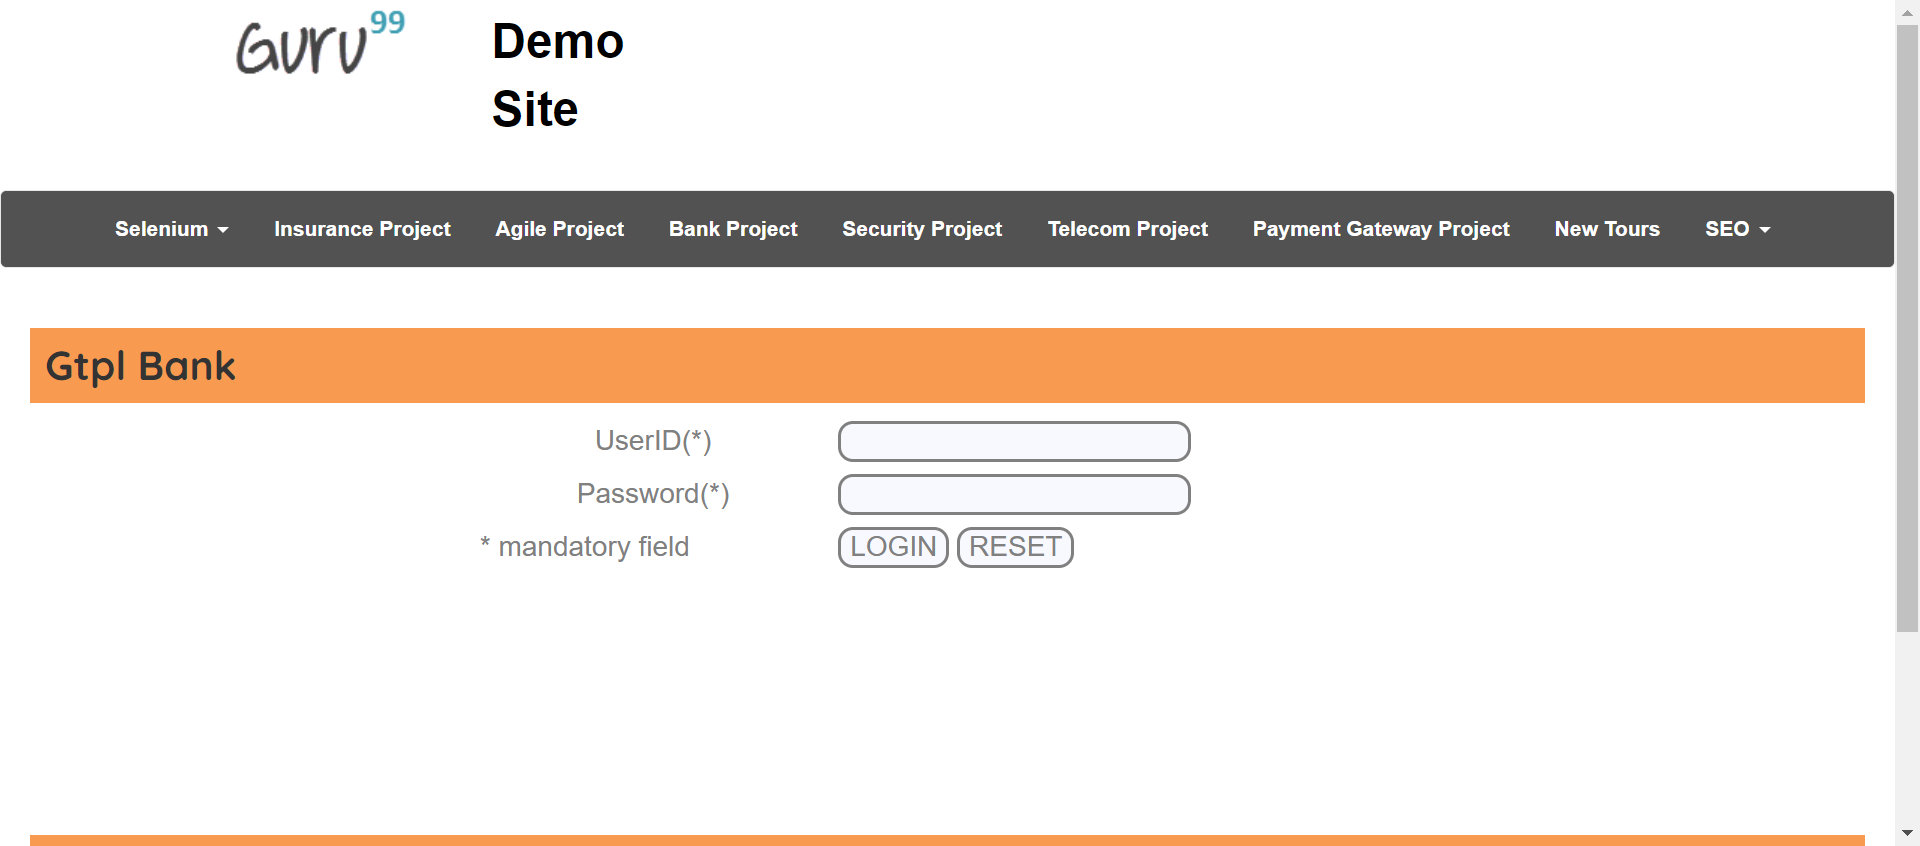 Guru99
Demo
Site
Selenium Insurance Project Agile Project Bank Project Security Project Telecom Project Payment Gateway Project New Tours SEO
Gtpl Bank
UserID(*)
Password(*)
* mandatory field LOGIN RESET